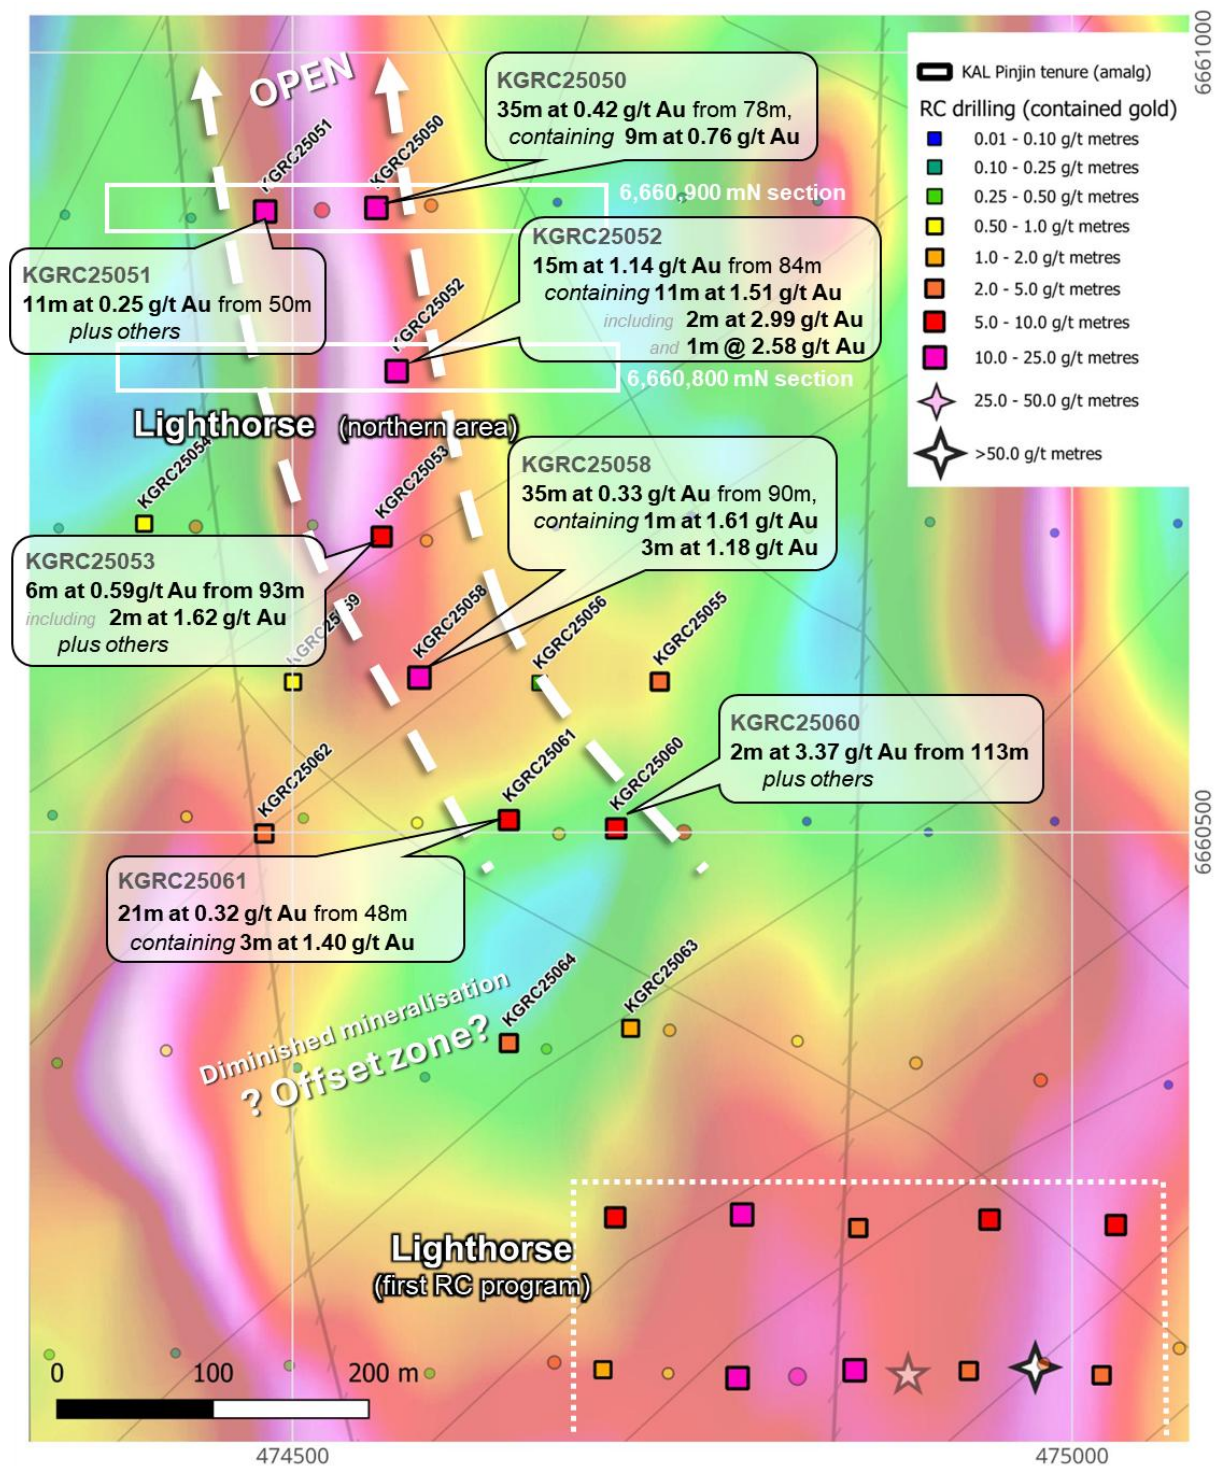 6661000
KAL Pinjin tenure (amalg)
RC drilling (contained gold)
0.01 - 0.10 g/t metres
0.10 - 0.25 g/t metres
0.25 - 0.50 g/t metres
0.50 - 1.0 g/t metres
1.0 - 2.0 g/t metres
2.0 - 5.0 g/t metres
5.0 - 10.0 g/t metres
10.0 - 25.0 g/t metres
25.0 - 50.0 g/t metres
>50.0 g/t metres
OPEN
KGRC25051
KGRC25050
KGRC25050
35m at 0.42 g/t Au from 78m,
containing 9m at 0.76 g/t Au
6,660,900 mN section
KGRC25051
11m at 0.25 g/t Au from 50m
plus others
KGRC25052
KGRC25052
15m at 1.14 g/t Au from 84m
containing 11m at 1.51 g/t Au
including 2m at 2.99 g/t Au
and 1m @ 2.58 g/t Au
6,660,800 mN section
Lighthorse (northern area)
KGRC25054
KGRC25053
KGRC25058
35m at 0.33 g/t Au from 90m,
containing 1m at 1.61 g/t Au
3m at 1.18 g/t Au
KGRC25053
6m at 0.59g/t Au from 93m
including 2m at 1.62 g/t Au
plus others
KGRC25059
KGRC25058
KGRC25056
KGRC25055
KGRC25060
2m at 3.37 g/t Au from 113m
plus others
KGRC25062
KGRC25061
KGRC25060
6660500
KGRC25061
21m at 0.32 g/t Au from 48m
containing 3m at 1.40 g/t Au
KGRC25064
KGRC25063
Diminished mineralisation
? Offset zone?
Lighthorse
(first RC program)
0 100 200 m
474500
475000